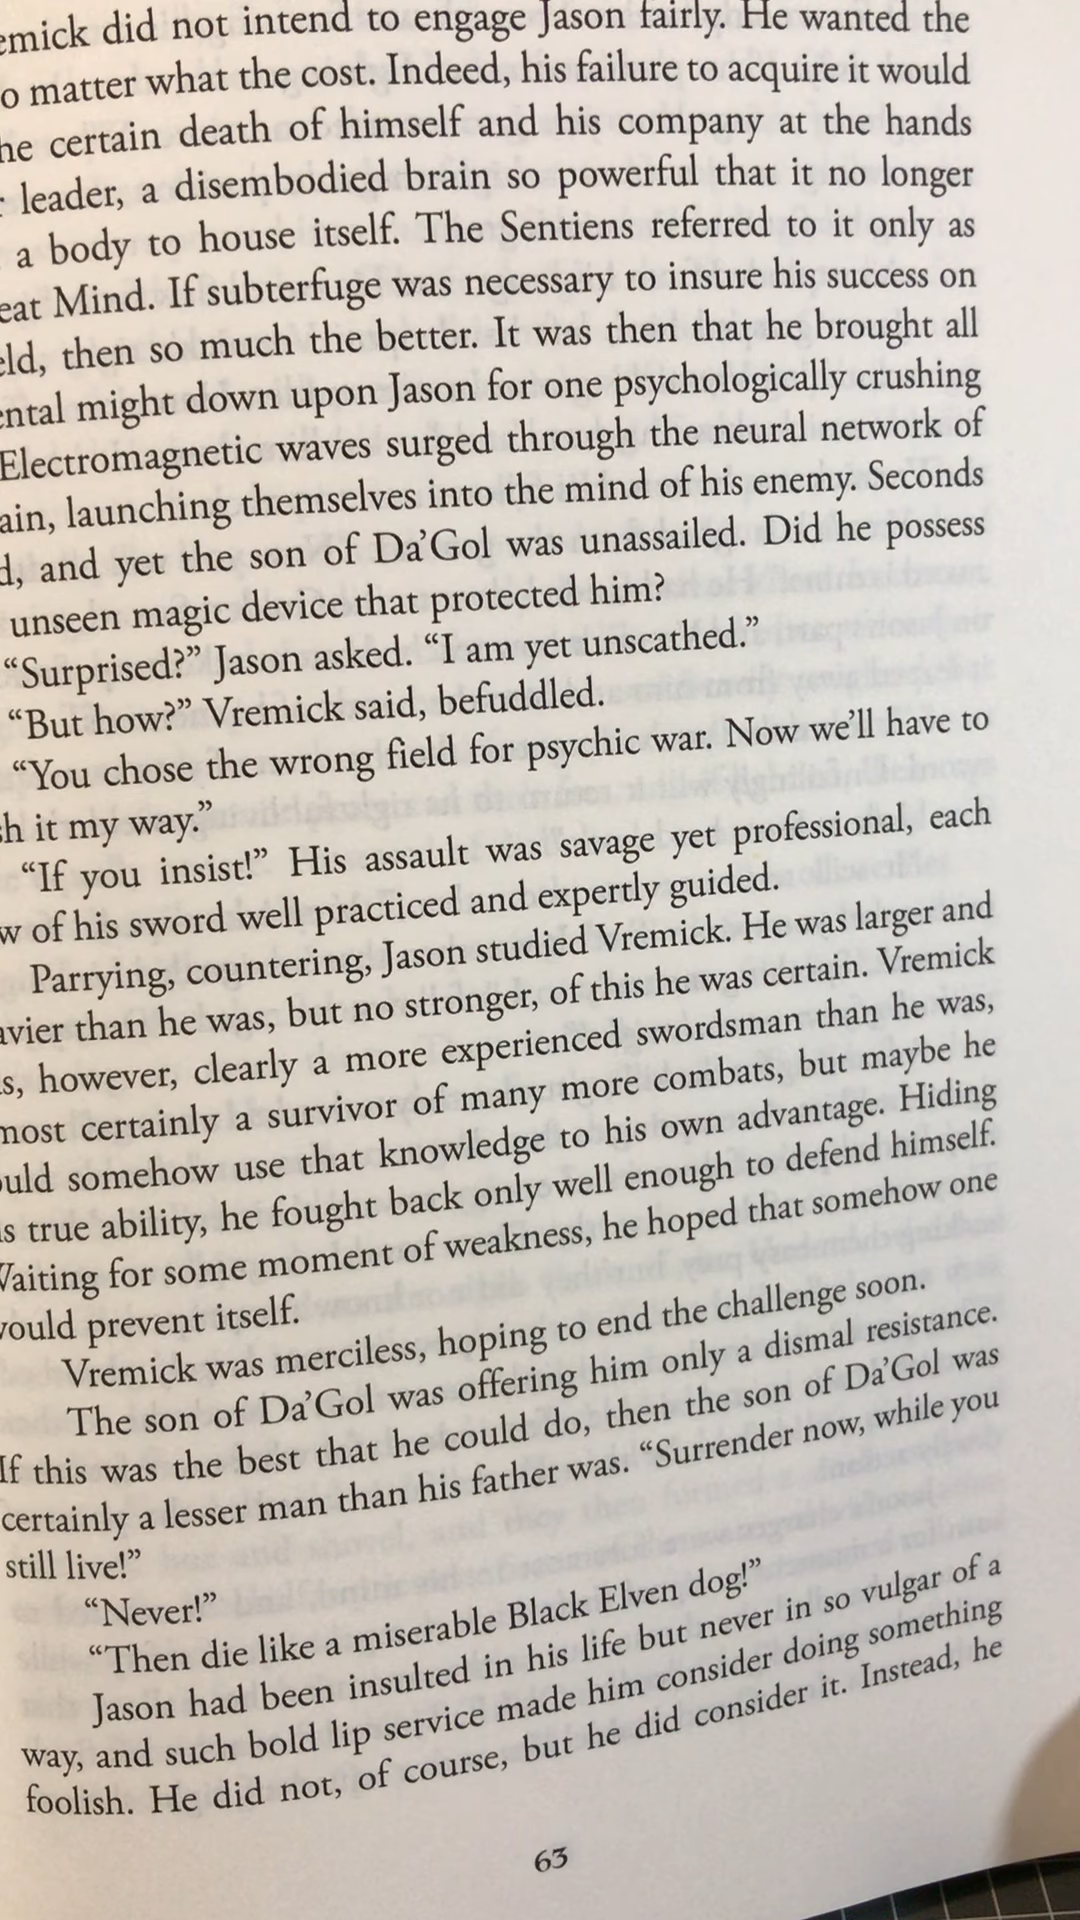 emick did not intend to engage Jason fairly. He wanted the
o matter what the cost. Indeed, his failure to acquire it would
he certain death of himself and his company at the hands
r leader, a disembodied brain so powerful that it no longer
a body to house itself. The Sentiens referred to it only as
eat Mind. If subterfuge was necessary to insure his success on
eld, then so much the better. It was then that he brought all
ental might down upon Jason for one psychologically crushing
Electromagnetic waves surged through the neural network of
ain, launching themselves into the mind of his enemy. Seconds
d, and yet the son of Da’Gol was unassailed. Did he possess
unseen magic device that protected him?
“Surprised?” Jason asked. “I am yet unscathed.”
“But how?” Vremick said, befuddled.
“You chose the wrong field for psychic war. Now we’ll have to
sh it my way.”
“If you insist!” His assault was savage yet professional, each
w of his sword well practiced and expertly guided.
Parrying, countering, Jason studied Vremick. He was larger and
avier than he was, but no stronger, of this he was certain. Vremick
s, however, clearly a more experienced swordsman than he was,
most certainly a survivor of many more combats, but maybe he
ould somehow use that knowledge to his own advantage. Hiding
is true ability, he fought back only well enough to defend himself.
Waiting for some moment of weakness, he hoped that somehow one
would prevent itself.
Vremick was merciless, hoping to end the challenge soon.
The son of Da’Gol was offering him only a dismal resistance.
If this was the best that he could do, then the son of Da’Gol was
certainly a lesser man than his father was. “Surrender now, while you
still live!”
“Never!”
“Then die like a miserable Black Elven dog!”
Jason had been insulted in his life but never in so vulgar of a
way, and such bold lip service made him consider doing something
foolish. He did not, of course, but he did consider it. Instead, he
63